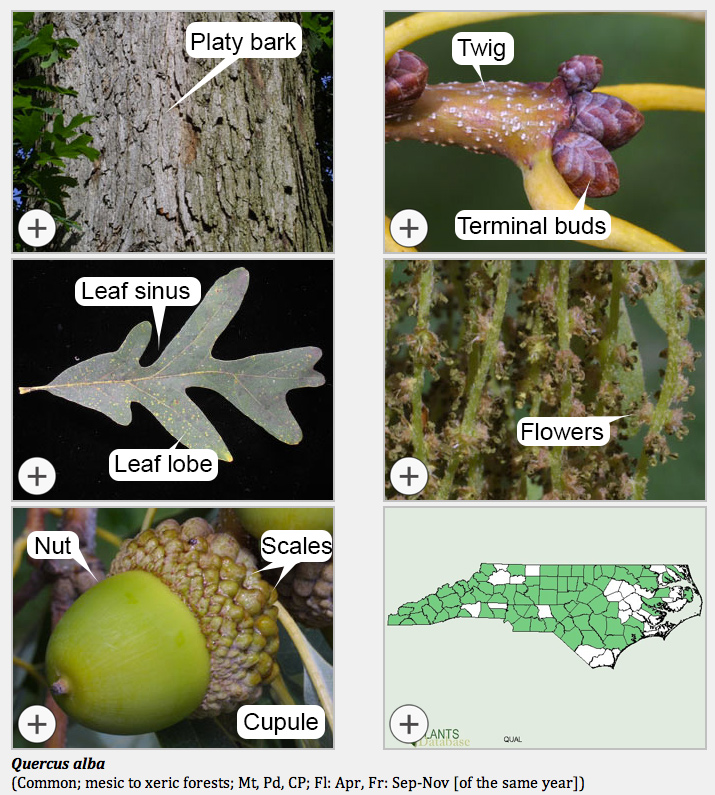 Platy bark
Twig
Terminal buds
Leaf sinus
Leaf lobe
Flowers
Nut
Scales
Cupule
PLANTS
Database
QUAL
Quercus alba
(Common; mesic to xeric forests; Mt, Pd, CP; Fl: Apr, Fr: Sep-Nov [of the same year])